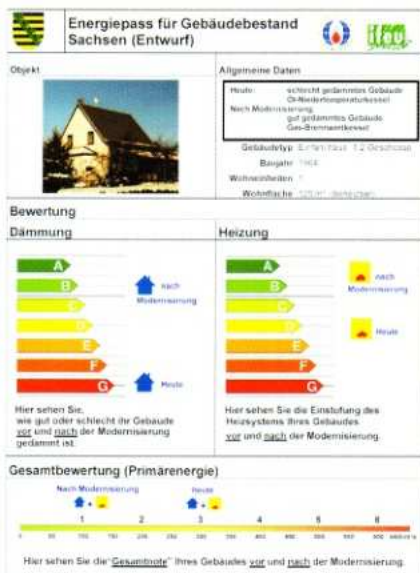 Energiepass für Gebäudebestand
Sachsen (Entwurf)
Objekt
Allgemeine Daten
Heute: schlecht gedämmtes Gebäude
Öl-Niedertemperaturkessel
Nach Modernisierung:
gut gedämmtes Gebäude
Gas-Brennwertkessel
Gebäudetyp
Baujahr
Wohneinheiten
Wohnfläche
Bewertung
Dämmung
Heizung
A
B
C
D
E
F
G
nach
Modernisierung
Heute
A
B
C
D
E
F
G
nach
Modernisierung
Heute
Hier sehen Sie,
wie gut oder schlecht ihr Gebäude
vor und nach der Modernisierung
gedämmt ist.
Hier sehen Sie die Einstufung des
Heizsystems Ihres Gebäudes
vor und nach der Modernisierung.
Gesamtbewertung (Primärenergie)
Nach Modernisierung
Heute
1 2 3 4 5 6
Hier sehen Sie die "Gesamtnote" Ihres Gebäudes vor und nach der Modernisierung.